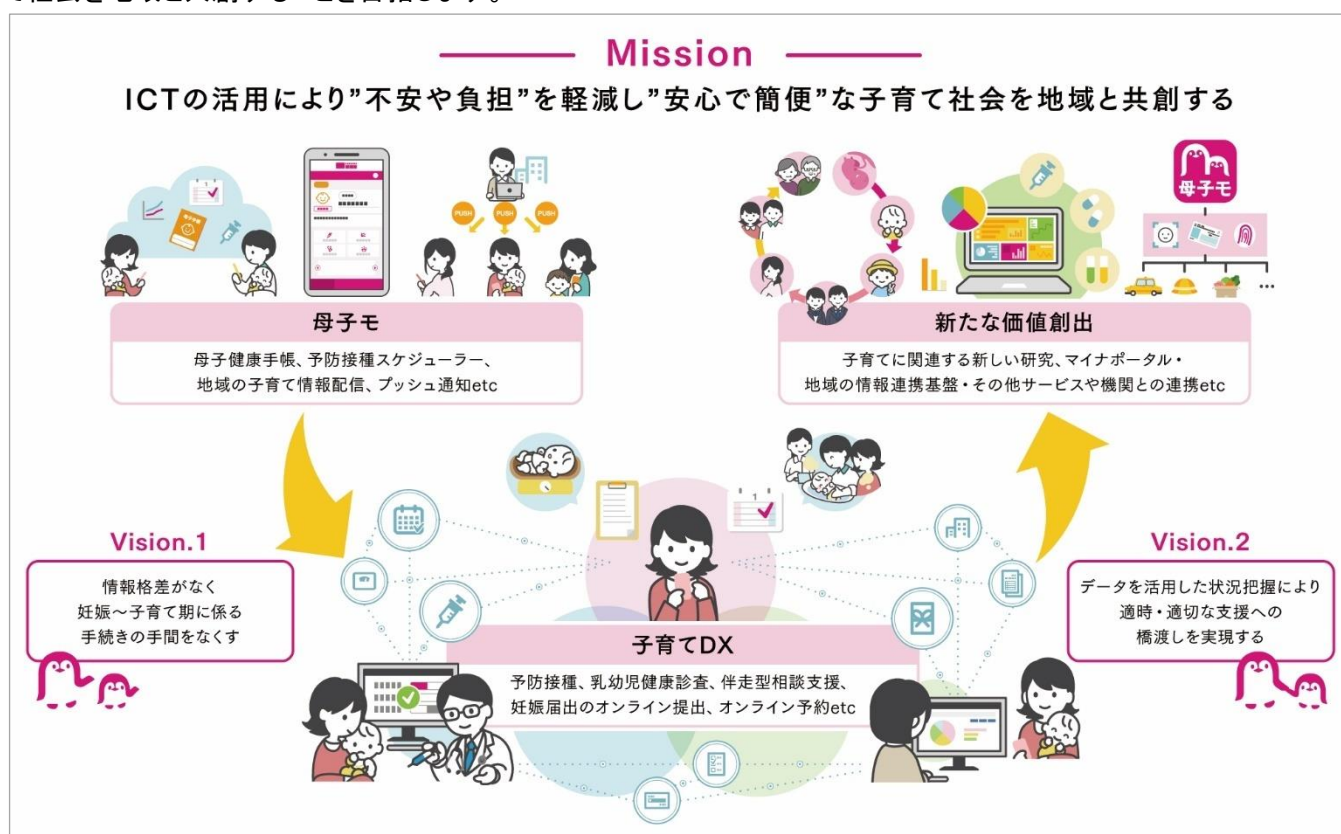 Mission
ICTの活用により”不安や負担”を軽減し”安心で簡便”な子育て社会を地域と共創する
母子手帳
1
PUSH
PUSH
PUSH
母子モ
母子モ
母子健康手帳、予防接種スケジューラー、
地域の子育て情報配信、プッシュ通知etc
…
新たな価値創出
子育てに関連する新しい研究、マイナポータル・
地域の情報連携基盤・その他サービスや機関との連携etc
1
Vision.1
情報格差がなく
妊娠～子育て期に係る
手続きの手間をなくす
Vision.2
データを活用した状況把握により
適時・適切な支援への
橋渡しを実現する
子育てDX
予防接種、乳幼児健康診査、伴走型相談支援、
妊娠届出のオンライン提出、オンライン予約etc